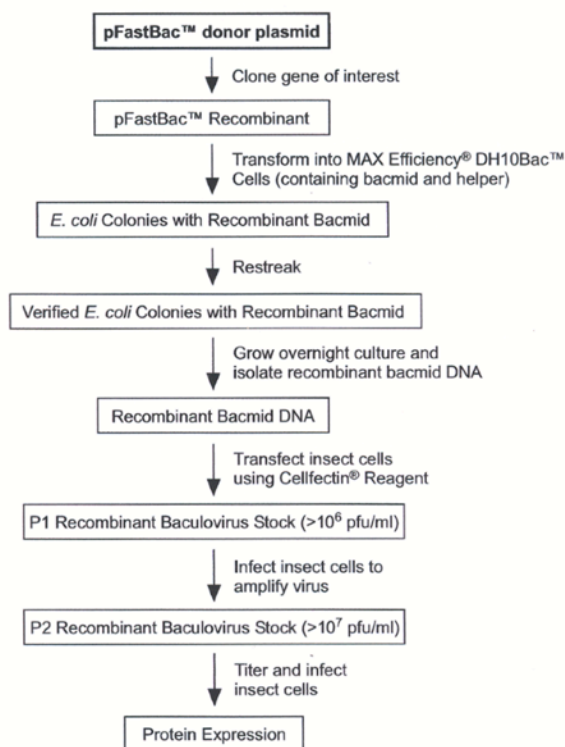 pFastBac™ donor plasmid
Clone gene of interest
pFastBac™ Recombinant
Transform into MAX Efficiency® DH10Bac™
Cells (containing bacmid and helper)
E. coli Colonies with Recombinant Bacmid
Restreak
Verified E. coli Colonies with Recombinant Bacmid
Grow overnight culture and
isolate recombinant bacmid DNA
Recombinant Bacmid DNA
Transfect insect cells
using Cellfectin® Reagent
P1 Recombinant Baculovirus Stock (>10⁶ pfu/ml)
Infect insect cells to
amplify virus
P2 Recombinant Baculovirus Stock (>10⁷ pfu/ml)
Titer and infect
insect cells
Protein Expression